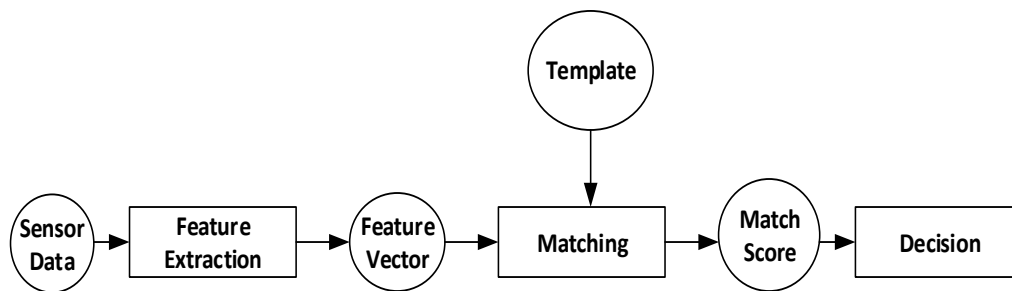 Template
Sensor
Data
Feature
Extraction
Feature
Vector
Matching
Match
Score
Decision